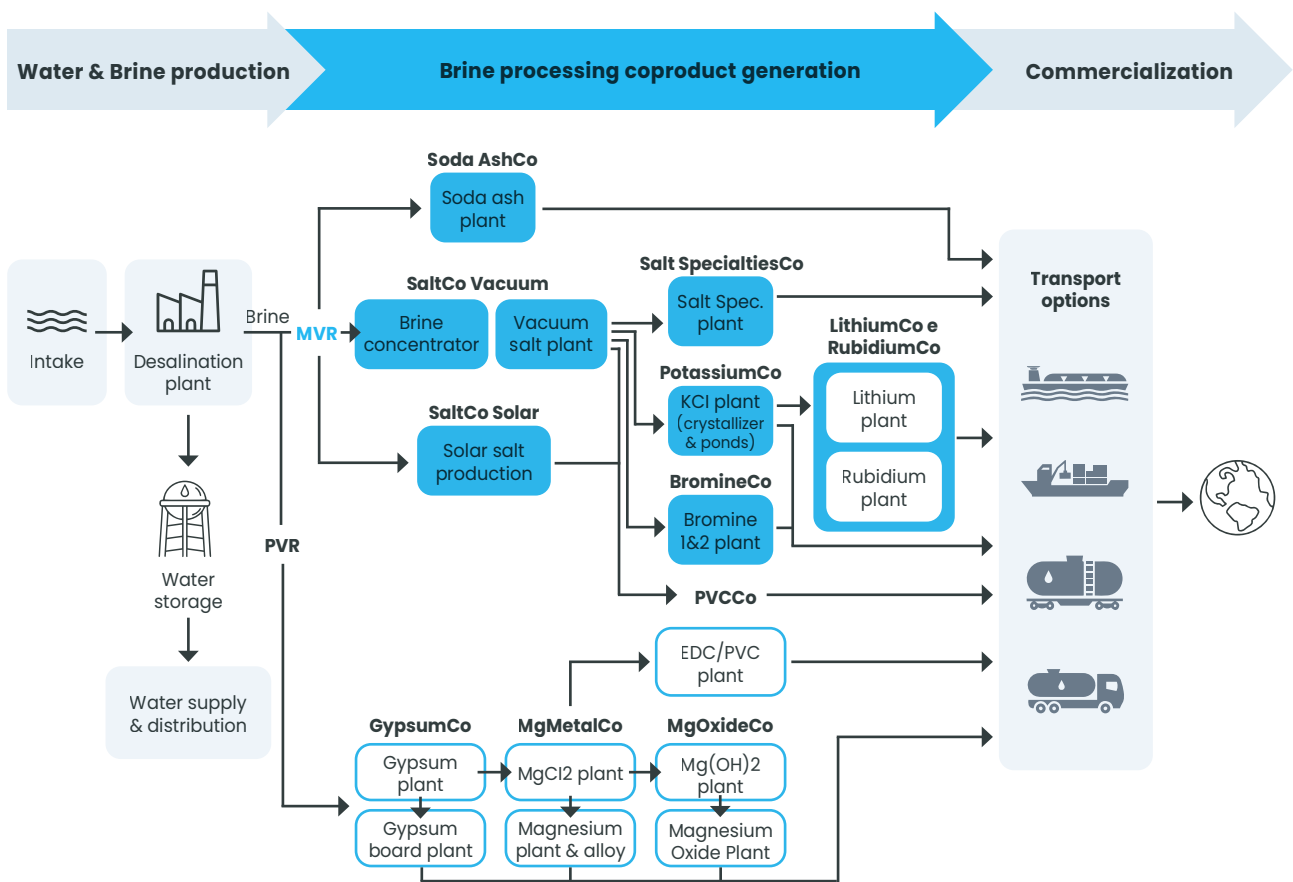 Water & Brine production
Brine processing coproduct generation
Commercialization
Soda AshCo
Soda ash
plant
Salt SpecialtiesCo
SaltCo Vacuum
Brine
concentrator
Vacuum
salt plant
Salt Spec.
plant
Transport
options
Intake
Desalination
plant
Brine
MVR
LithiumCo e
RubidiumCo
Lithium
plant
Rubidium
plant
PotassiumCo
KCl plant
(crystallizer
& ponds)
SaltCo Solar
Solar salt
production
BromineCo
Bromine
1&2 plant
PVR
Water
storage
PVCCo
EDC/PVC
plant
Water supply
& distribution
GypsumCo
MgMetalCo
MgOxideCo
Gypsum
plant
MgCl2 plant
Mg(OH)2
plant
Gypsum
board plant
Magnesium
plant & alloy
Magnesium
Oxide Plant